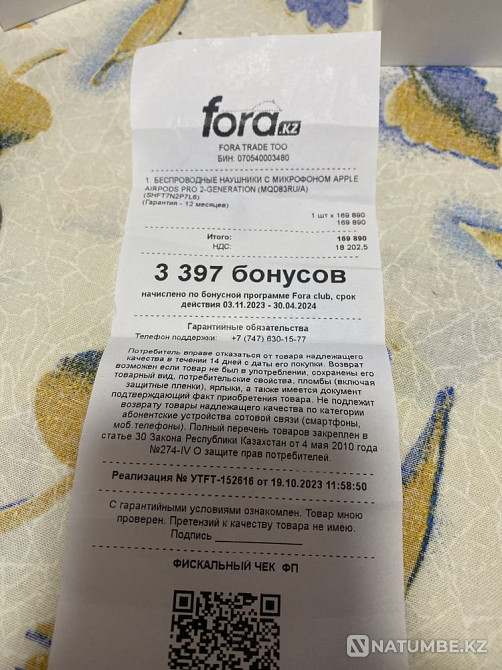 fora.kz
FORA TRADE ТОО
БИН: 070540003480
1. БЕСПРОВОДНЫЕ НАУШНИКИ С МИКРОФОНОМ APPLE
AIRPODS PRO 2-GENERATION (MQD83RU/A)
(SHFT7N2P7L6)
(Гарантия - 12 месяцев)
1 шт x 169 890
169 890
Итого: 169 890
НДС: 18 202,5
3 397 бонусов
начислено по бонусной программе Fora club, срок
действия 03.11.2023 - 30.04.2024
Гарантийные обязательства
Телефон поддержки: +7 (747) 630-15-77
Потребитель вправе отказаться от товара надлежащего
качества в течении 14 дней с даты его покупки. Возврат
возможен если товар не был в употреблении, сохранены его
товарный вид, потребительские свойства, пломбы (включая
защитные пленки), ярлыки, а также имеется документ
подтверждающий факт приобретения товара. Не подлежит
возврату товары надлежащего качества по категории
абонентские устройства сотовой связи (смартфоны,
моб.телефоны). Полный перечень товаров закреплен в
статье 30 Закона Республики Казахстан от 4 мая 2010 года
№274-IV О защите прав потребителей.
Реализация № УТFT-152616 от 19.10.2023 11:58:50
С гарантийными условиями ознакомлен. Товар мною
проверен. Претензий к качеству товара не имею.
Подпись _______________
ФИСКАЛЬНЫЙ ЧЕК ФП
NATUMBE.KZ